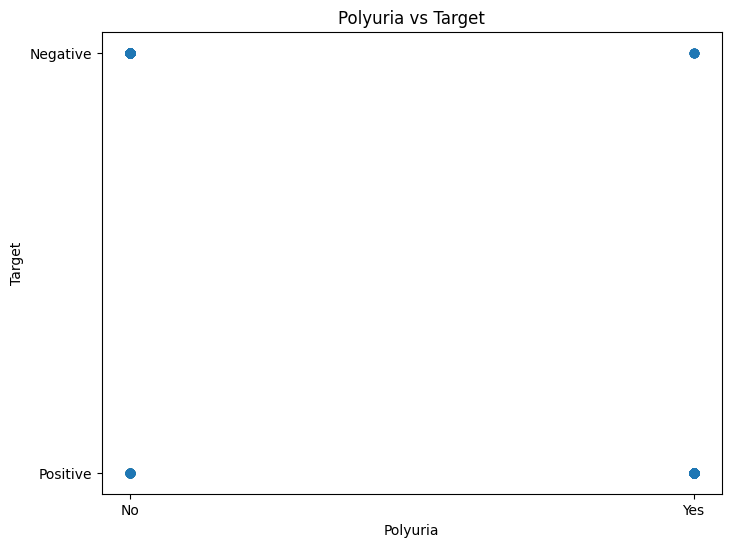 Polyuria vs Target
Negative
Target
Positive
No
Yes
Polyuria